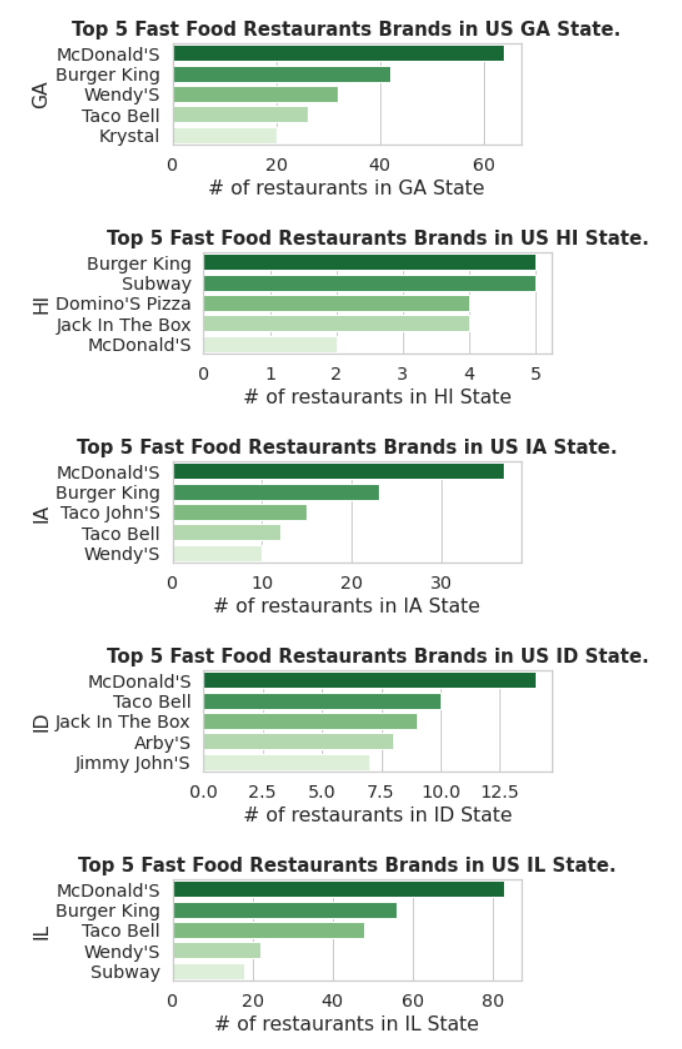 Top 5 Fast Food Restaurants Brands in US GA State.
GA
McDonald'S
Burger King
Wendy'S
Taco Bell
Krystal
0 20 40 60
# of restaurants in GA State
Top 5 Fast Food Restaurants Brands in US HI State.
HI
Burger King
Subway
Domino'S Pizza
Jack In The Box
McDonald'S
0 1 2 3 4 5
# of restaurants in HI State
Top 5 Fast Food Restaurants Brands in US IA State.
IA
McDonald'S
Burger King
Taco John'S
Taco Bell
Wendy'S
0 10 20 30
# of restaurants in IA State
Top 5 Fast Food Restaurants Brands in US ID State.
ID
McDonald'S
Taco Bell
Jack In The Box
Arby'S
Jimmy John'S
0.0 2.5 5.0 7.5 10.0 12.5
# of restaurants in ID State
Top 5 Fast Food Restaurants Brands in US IL State.
IL
McDonald'S
Burger King
Taco Bell
Wendy'S
Subway
0 20 40 60 80
# of restaurants in IL State